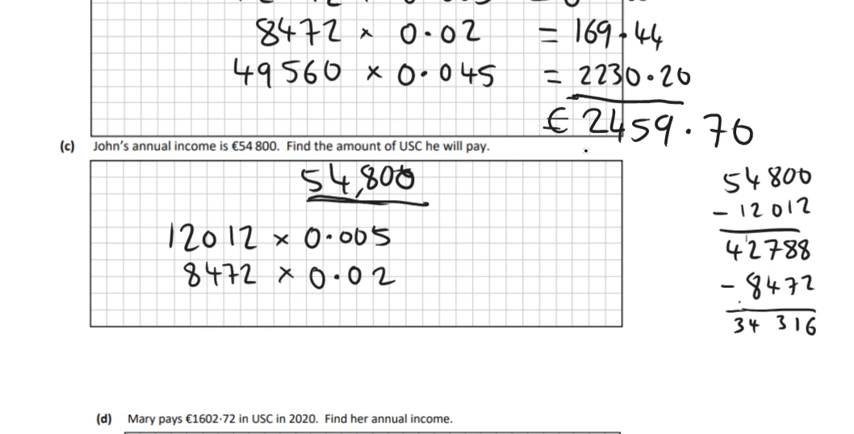 8472 × 0.02 = 169.44
49560 × 0.045 = 2230.20
€ 2459.70
(c) John's annual income is €54 800. Find the amount of USC he will pay.
54,800
12012 × 0.005
8472 × 0.02
54800
- 12012
42788
- 8472
34 316
(d) Mary pays €1602·72 in USC in 2020. Find her annual income.